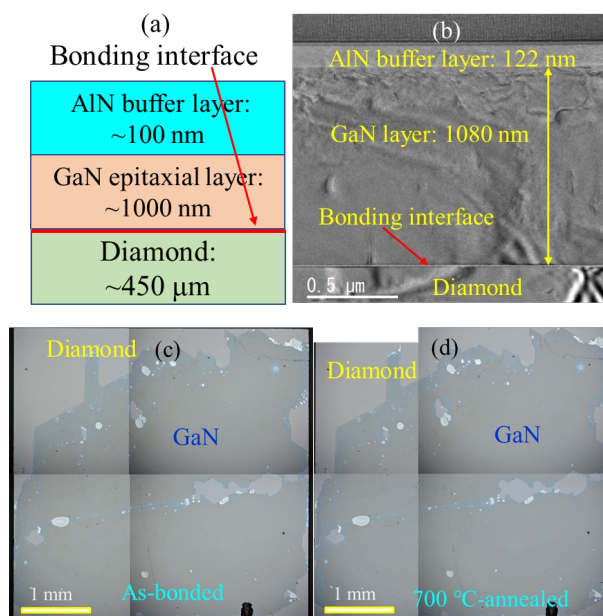 (a)
Bonding interface
AlN buffer layer:
~100 nm
GaN epitaxial layer:
~1000 nm
Diamond:
~450 μm
(b)
AlN buffer layer: 122 nm
GaN layer: 1080 nm
Bonding interface
0.5 μm
Diamond
Diamond
(c)
GaN
1 mm
As-bonded
Diamond
(d)
GaN
1 mm
700 °C-annealed